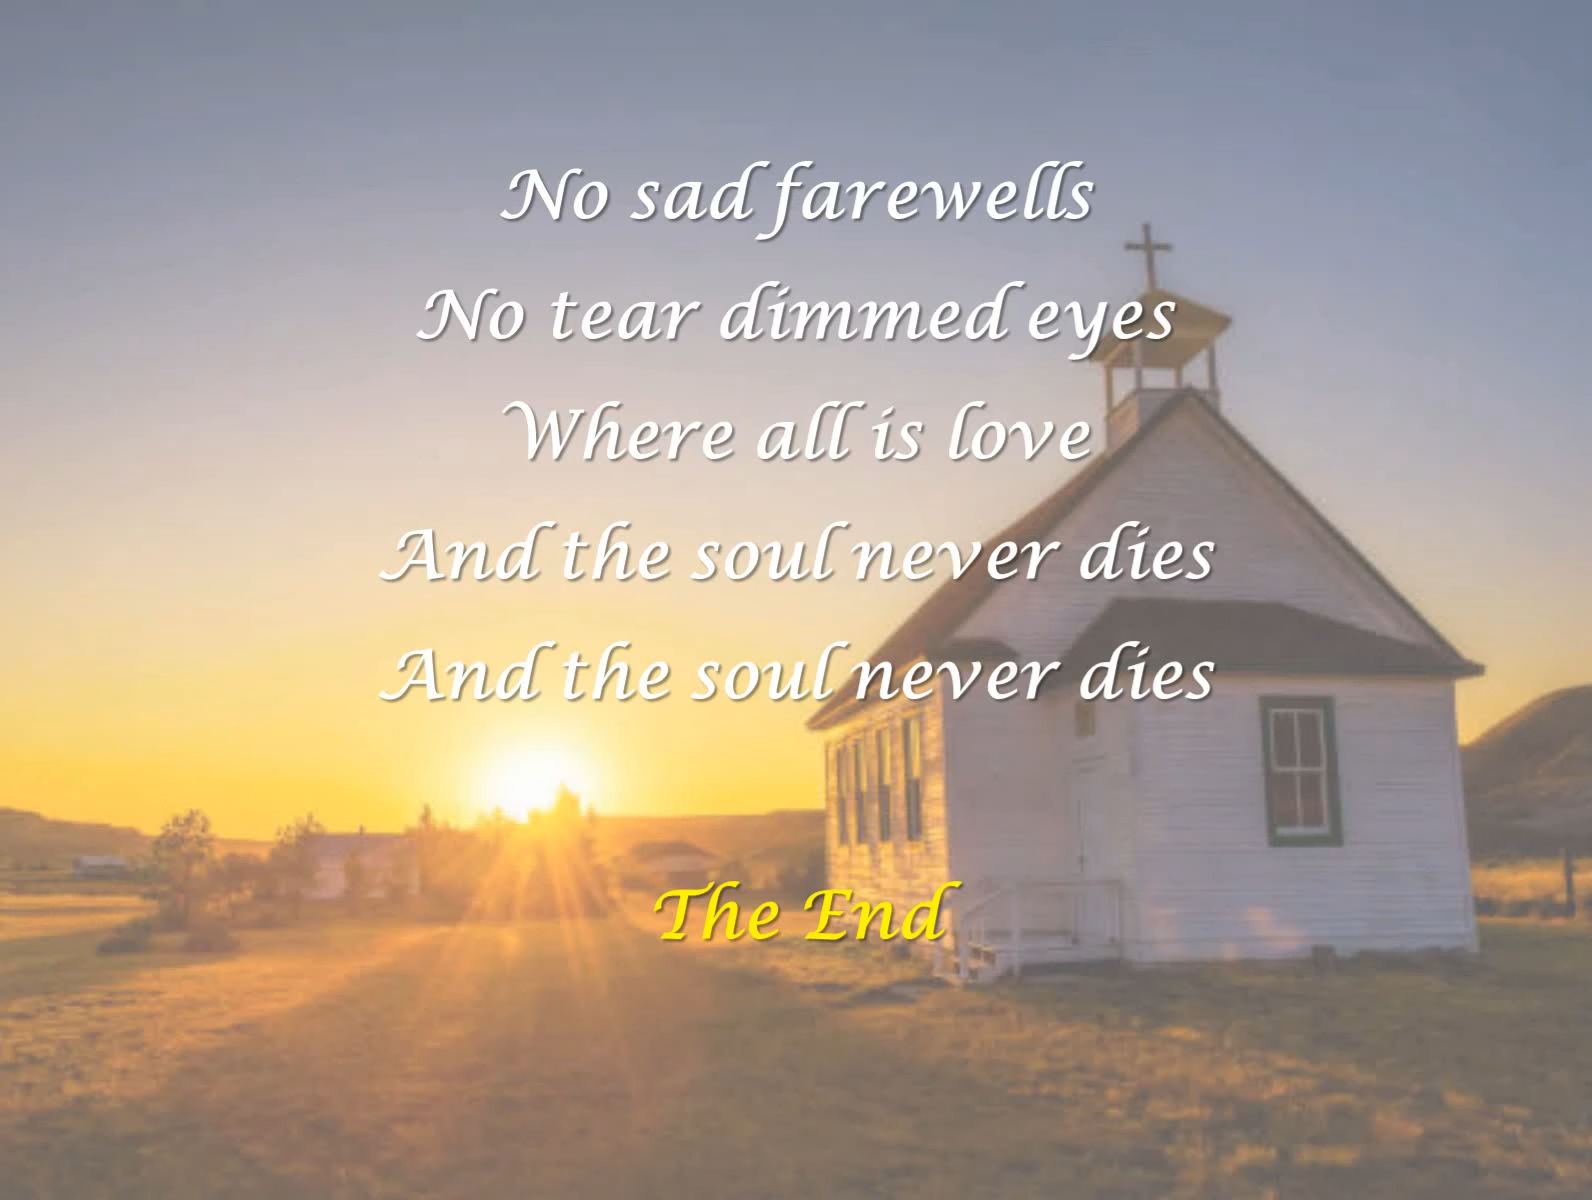 No sad farewells
No tear dimmed eyes
Where all is love
And the soul never dies
And the soul never dies
The End